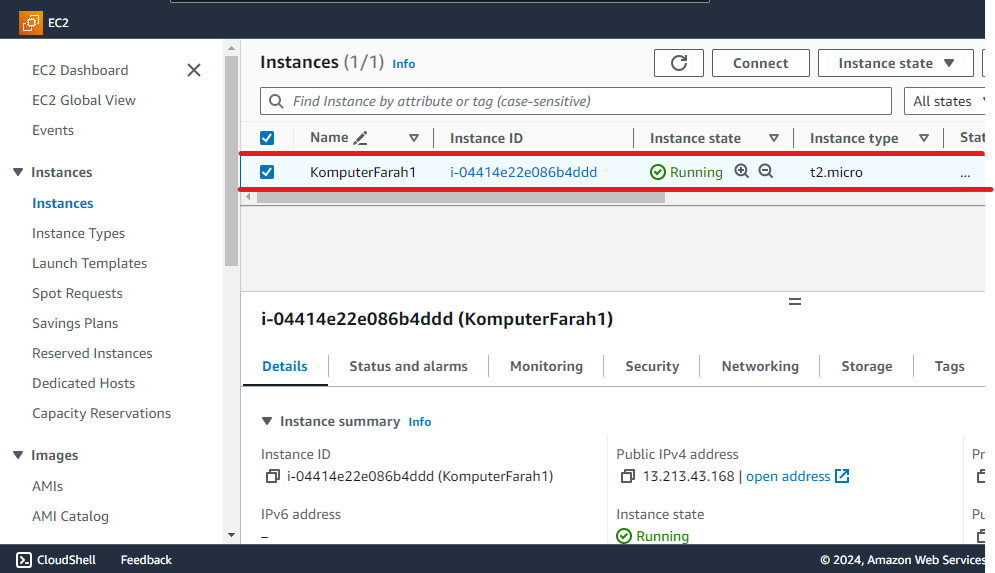 EC2
EC2 Dashboard
EC2 Global View
Events
Instances
Instances
Instance Types
Launch Templates
Spot Requests
Savings Plans
Reserved Instances
Dedicated Hosts
Capacity Reservations
Images
AMIs
AMI Catalog
Instances (1/1) Info
Connect
Instance state
Find Instance by attribute or tag (case-sensitive)
All states
Name Instance ID Instance state Instance type Stat
KomputerFarah1 i-04414e22e086b4ddd Running t2.micro ...
i-04414e22e086b4ddd (KomputerFarah1)
Details Status and alarms Monitoring Security Networking Storage Tags
Instance summary Info
Instance ID
i-04414e22e086b4ddd (KomputerFarah1)
IPv6 address
–
Public IPv4 address
13.213.43.168 | open address
Instance state
Running
Pr
Pu
CloudShell Feedback © 2024, Amazon Web Services